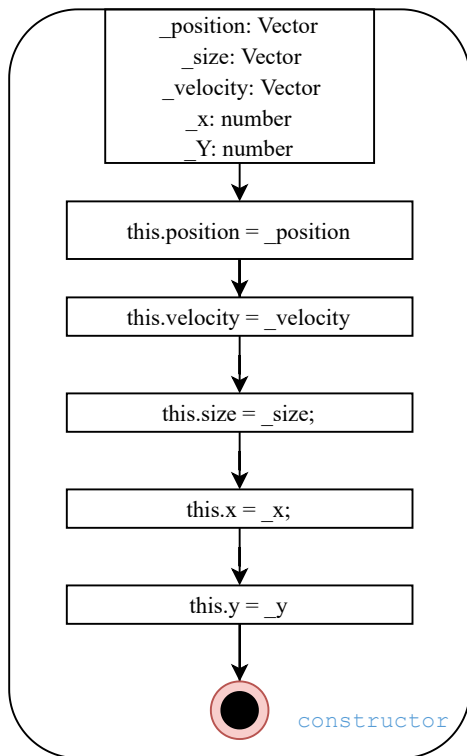 _position: Vector
_size: Vector
_velocity: Vector
_x: number
_Y: number
this.position = _position
this.velocity = _velocity
this.size = _size;
this.x = _x;
this.y = _y
constructor